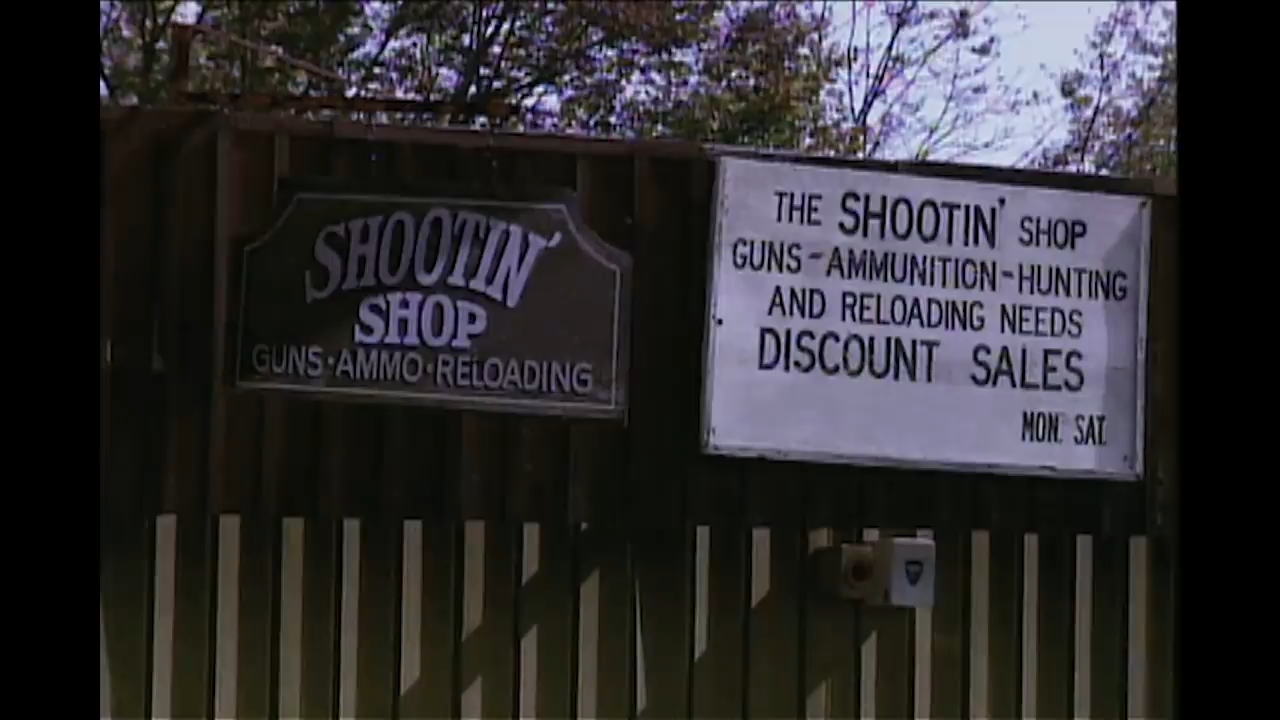 SHOOTIN'
SHOP
GUNS·AMMO·RELOADING
THE SHOOTIN' SHOP
GUNS-AMMUNITION-HUNTING
AND RELOADING NEEDS
DISCOUNT SALES
MON. SAT.